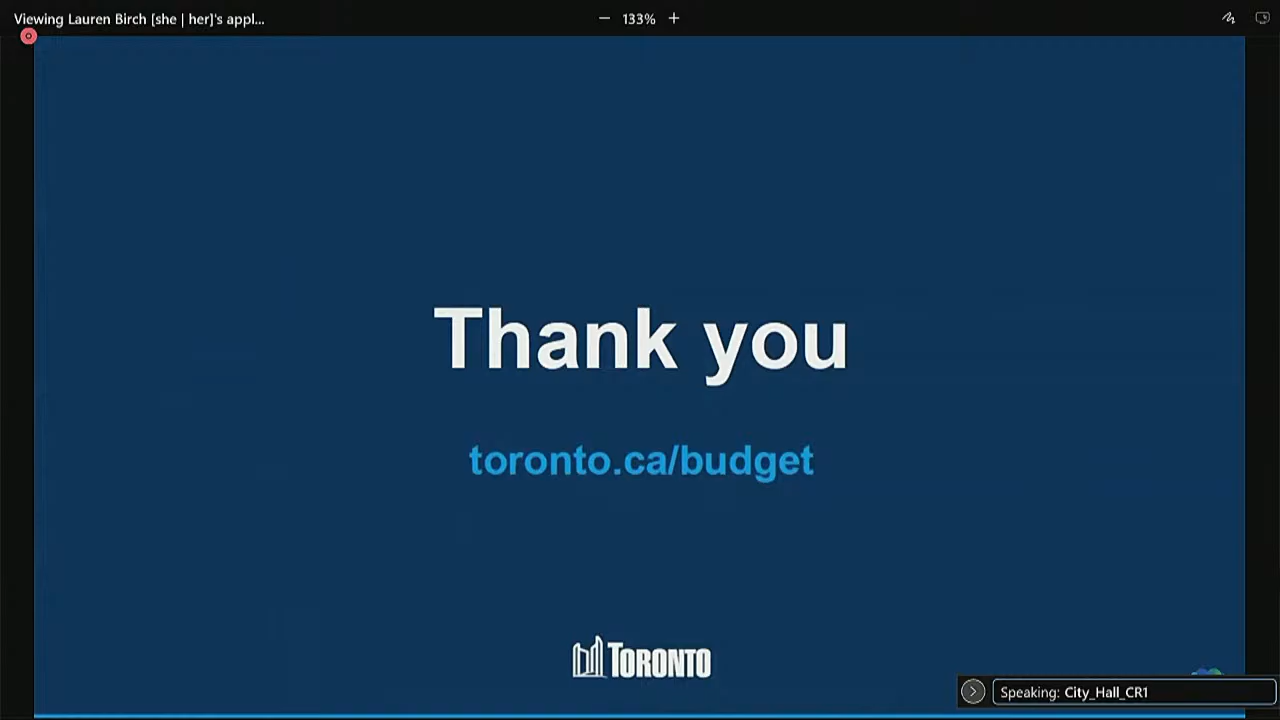 Viewing Lauren Birch [she | her]'s appl...
133%
Thank you
toronto.ca/budget
TORONTO
Speaking: City_Hall_CR1